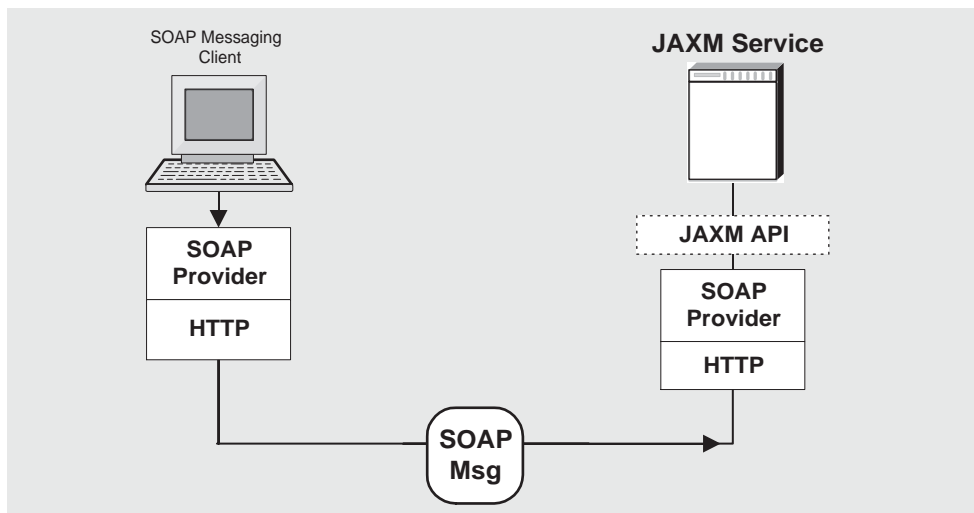 SOAP Messaging
Client
SOAP
Provider
HTTP
SOAP
Msg
JAXM Service
JAXM API
SOAP
Provider
HTTP